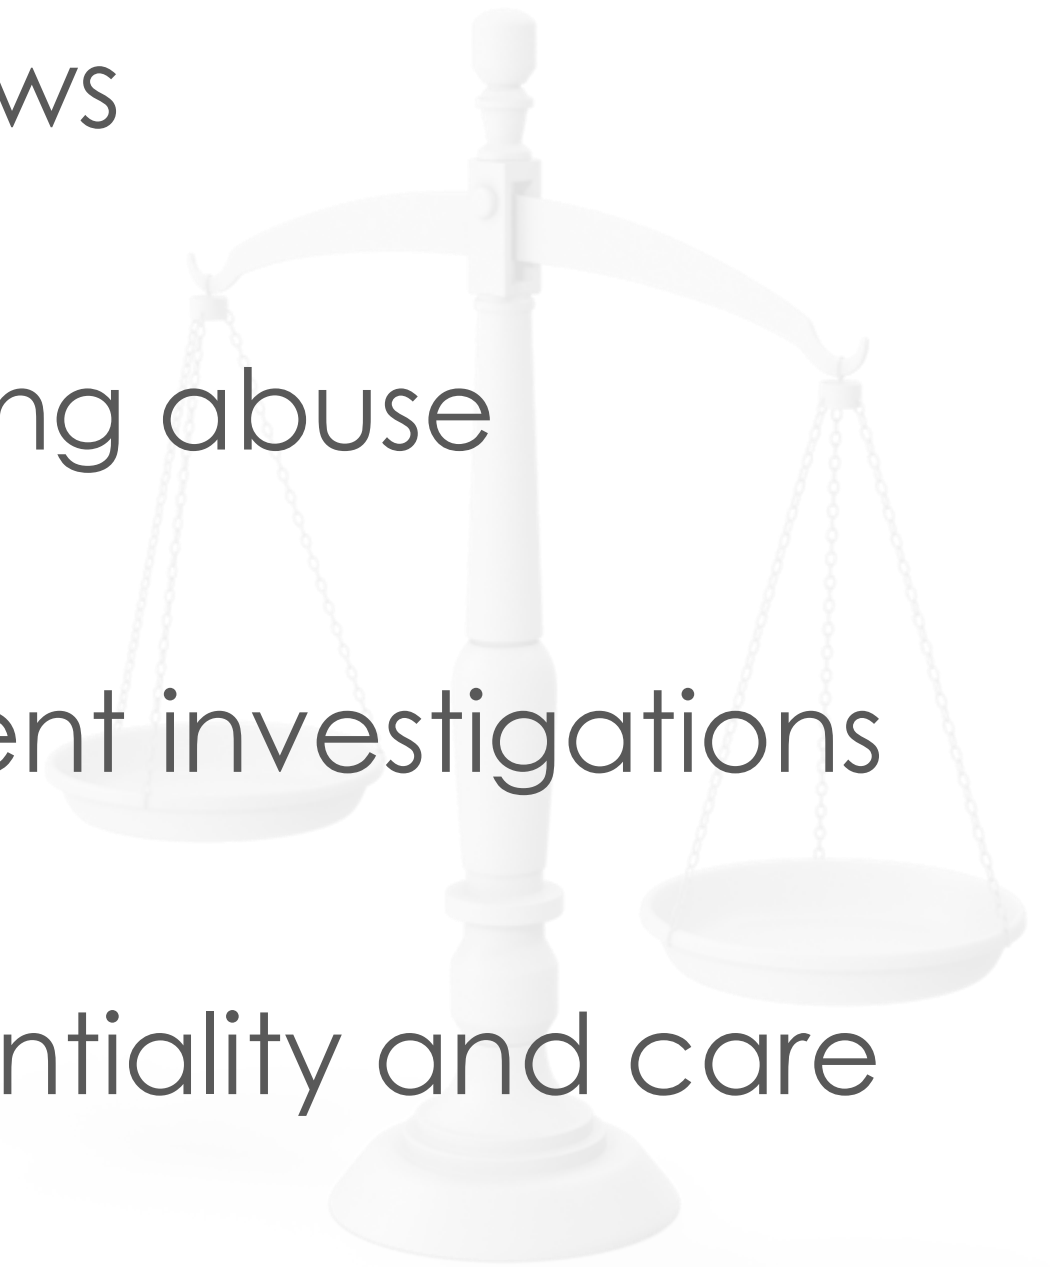 ws
ng abuse
ent investigations
ntiality and care